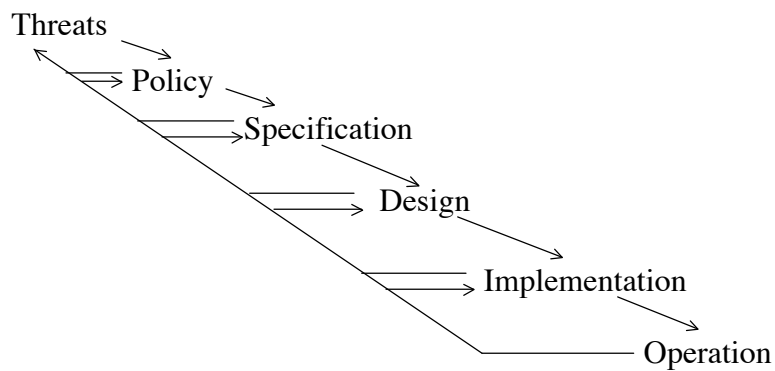 Threats
Policy
Specification
Design
Implementation
Operation